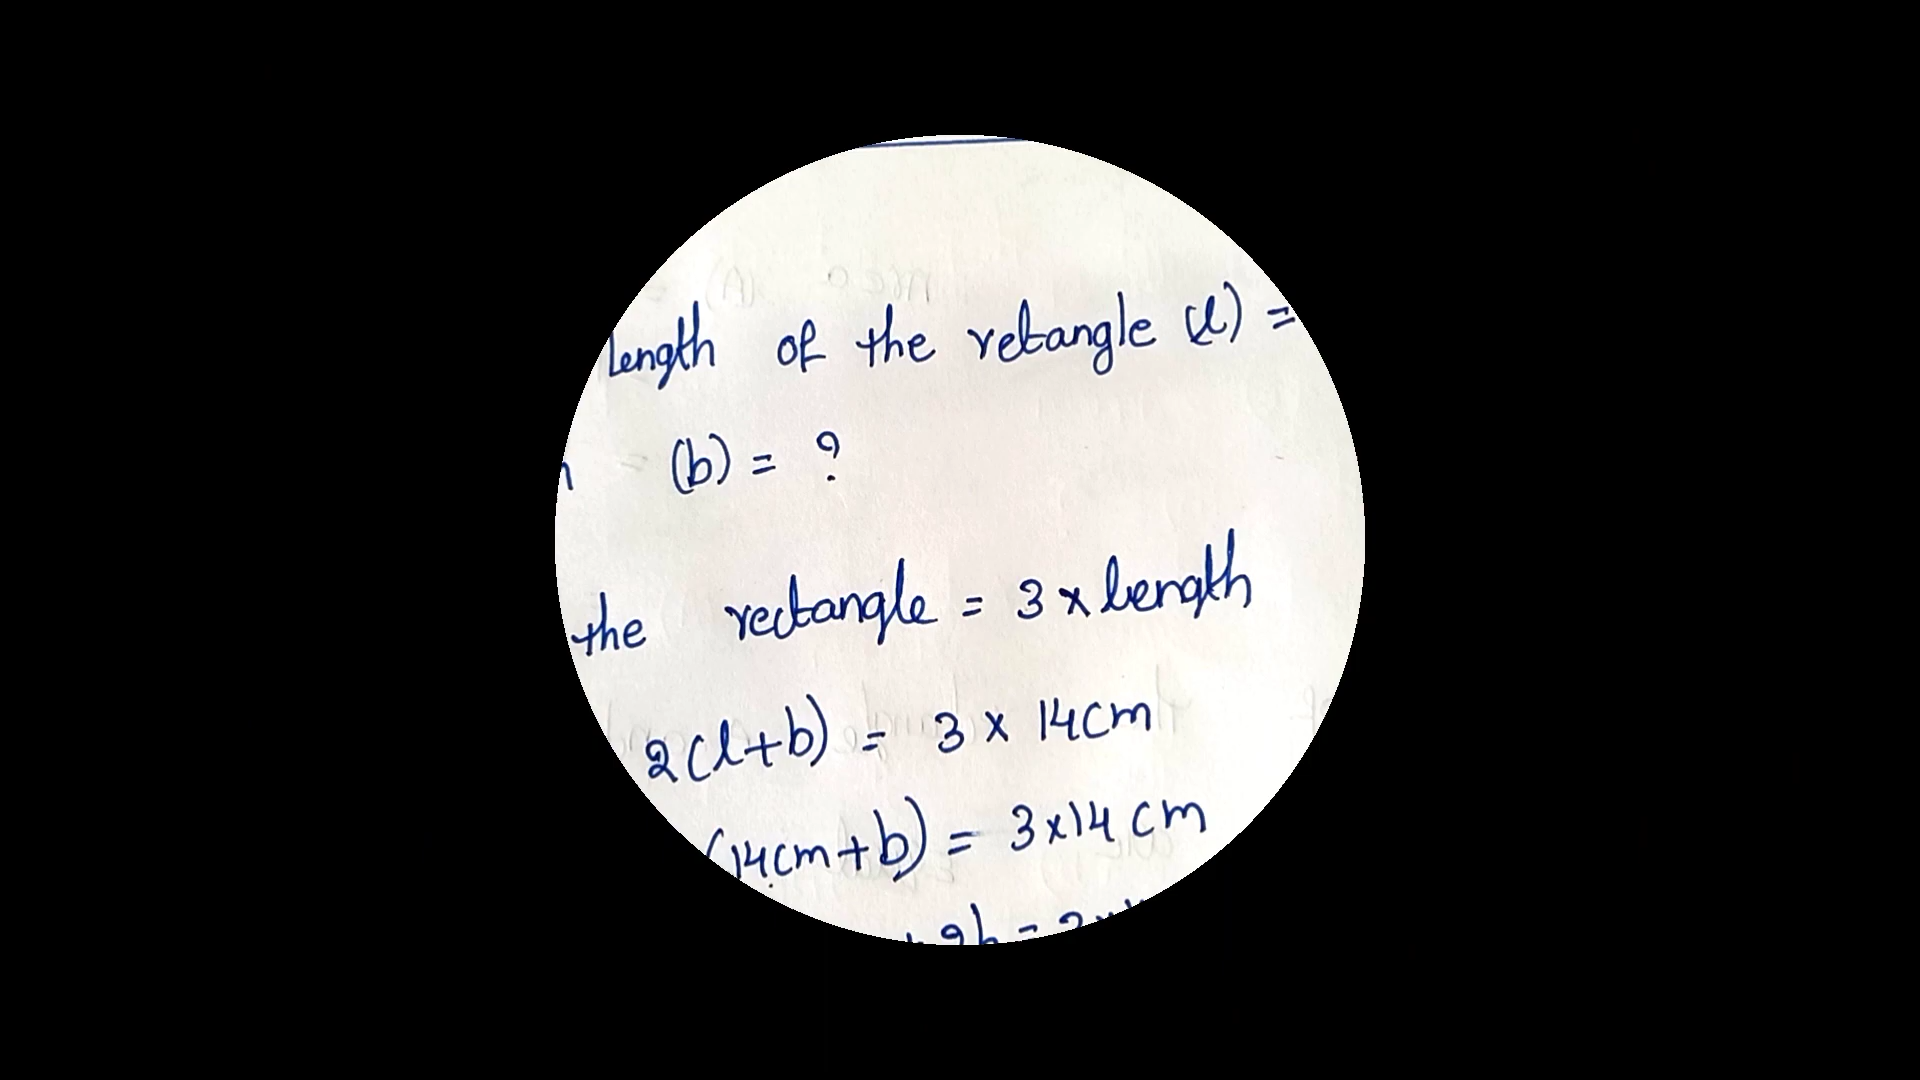 Length of the retangle (l) =
(b) = ?
the rectangle = 3 x length
2(l+b) = 3 x 14cm
(14cm+b) = 3x14 cm